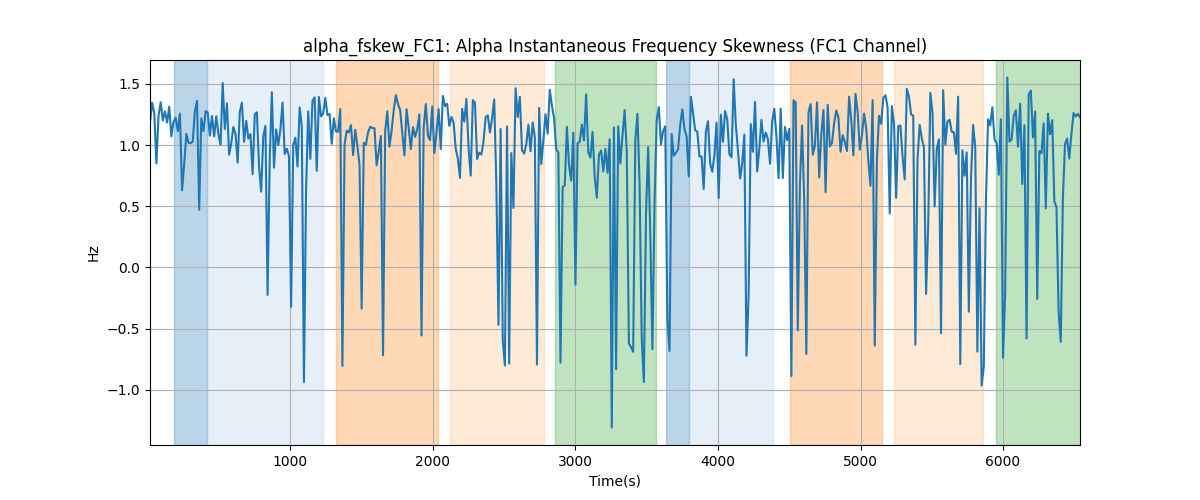 alpha_fskew_FC1: Alpha Instantaneous Frequency Skewness (FC1 Channel)
1.5
1.0
0.5
0.0
−0.5
−1.0
Hz
1000 2000 3000 4000 5000 6000
Time(s)